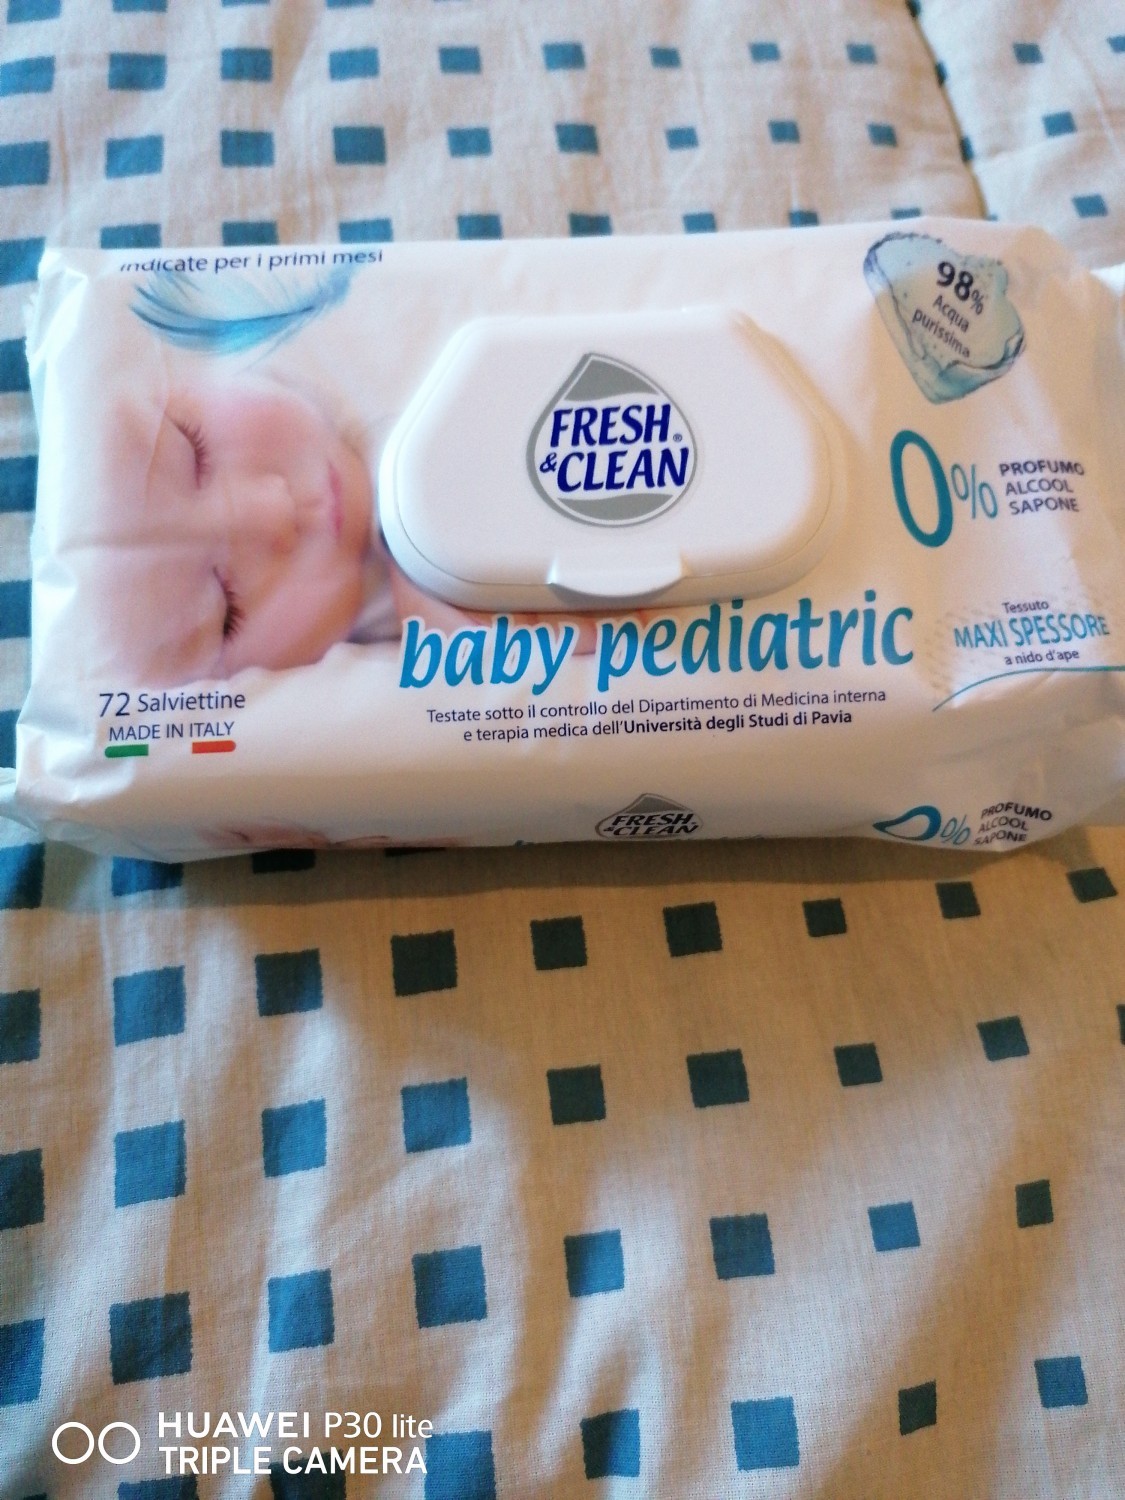 indicate per i primi mesi
98%
Acqua
purissima
FRESH®
&CLEAN
0% PROFUMO
ALCOOL
SAPONE
Tessuto
MAXI SPESSORE
a nido d'ape
baby pediatric
72 Salviettine
MADE IN ITALY
Testate sotto il controllo del Dipartimento di Medicina interna
e terapia medica dell'Università degli Studi di Pavia
FRESH
&CLEAN
0% PROFUMO
ALCOOL
SAPONE
HUAWEI P30 lite
TRIPLE CAMERA